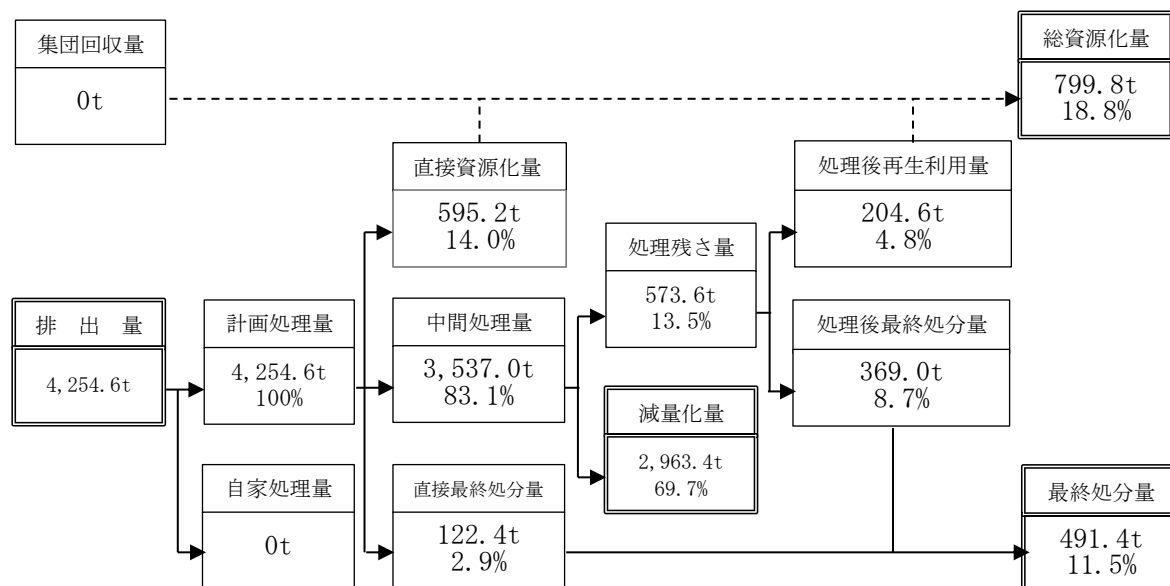 集団回収量
0t
総資源化量
799.8t
18.8%
直接資源化量
595.2t
14.0%
処理後再生利用量
204.6t
4.8%
処理残さ量
573.6t
13.5%
排 出 量
4,254.6t
計画処理量
4,254.6t
100%
中間処理量
3,537.0t
83.1%
処理後最終処分量
369.0t
8.7%
減量化量
2,963.4t
69.7%
自家処理量
0t
直接最終処分量
122.4t
2.9%
最終処分量
491.4t
11.5%